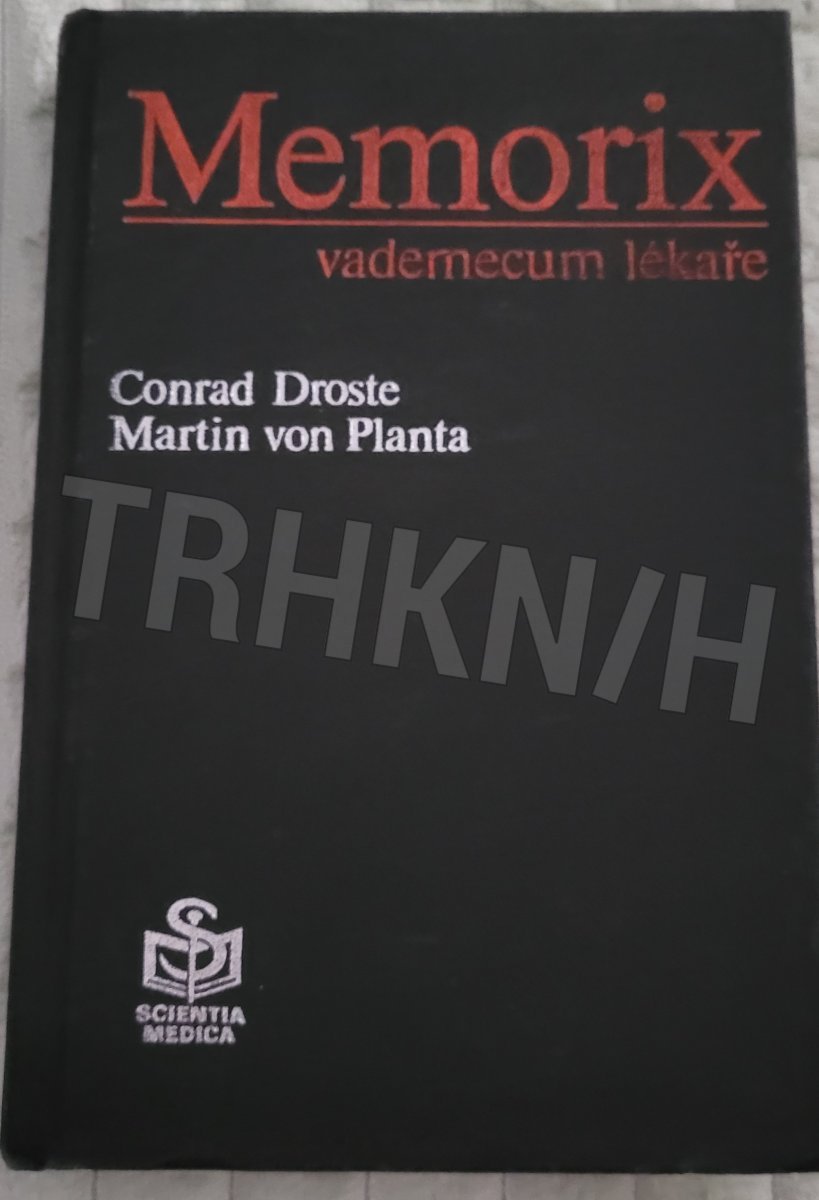 Memorix
vademecum lékaře
Conrad Droste
Martin von Planta
TRHKN/H
SCIENTIA
MEDICA